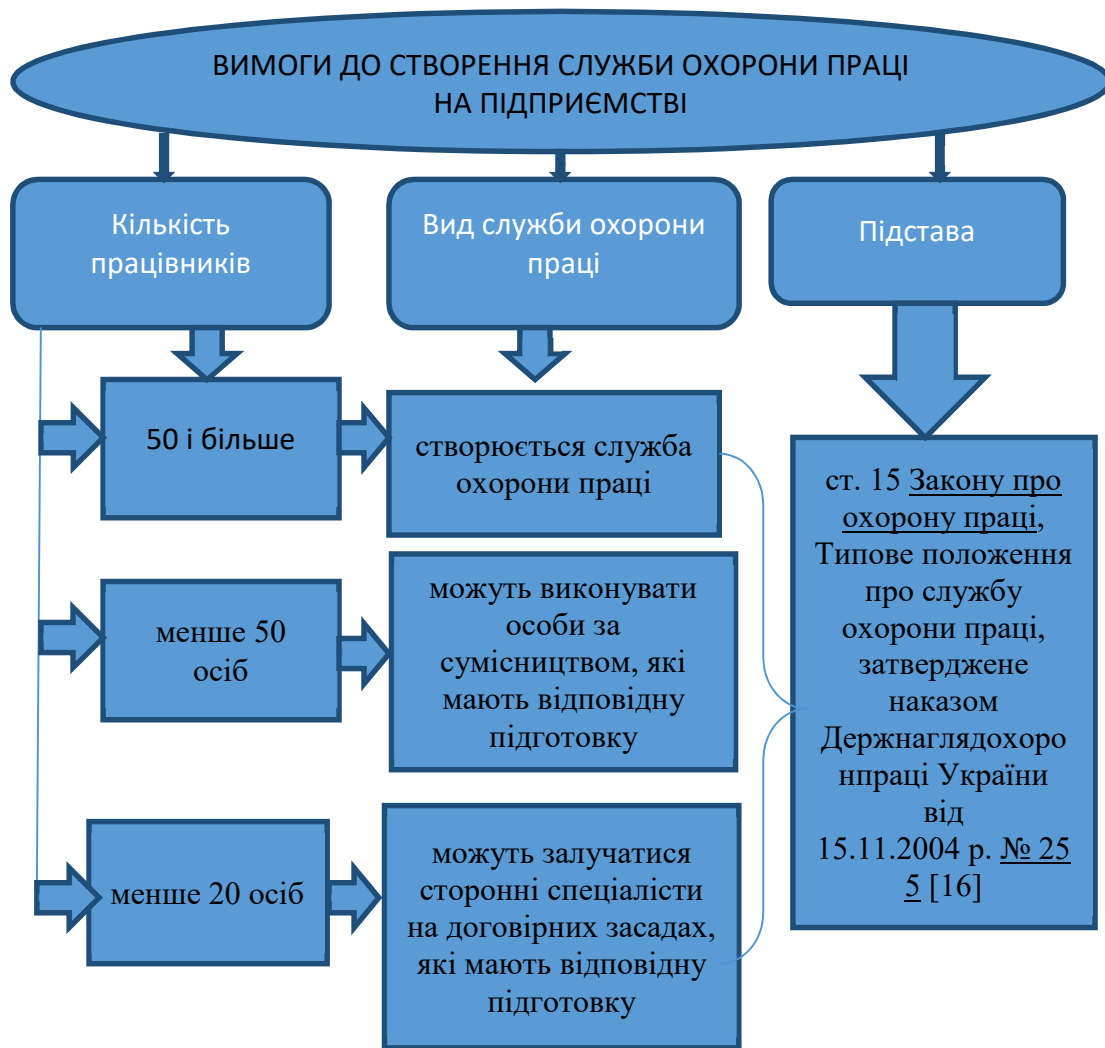 ВИМОГИ ДО СТВОРЕННЯ СЛУЖБИ ОХОРОНИ ПРАЦІ
НА ПІДПРИЄМСТВІ
Кількість
працівників
Вид служби охорони
праці
Підстава
50 і більше
створюється служба
охорони праці
менше 50
осіб
можуть виконувати
особи за
сумісництвом, які
мають відповідну
підготовку
менше 20 осіб
можуть залучатися
сторонні спеціалісти
на договірних засадах,
які мають відповідну
підготовку
ст. 15 Закону про
охорону праці,
Типове положення
про службу
охорони праці,
затверджене
наказом
Держнаглядохоро
нпраці України
від
15.11.2004 р. № 25
5 [16]